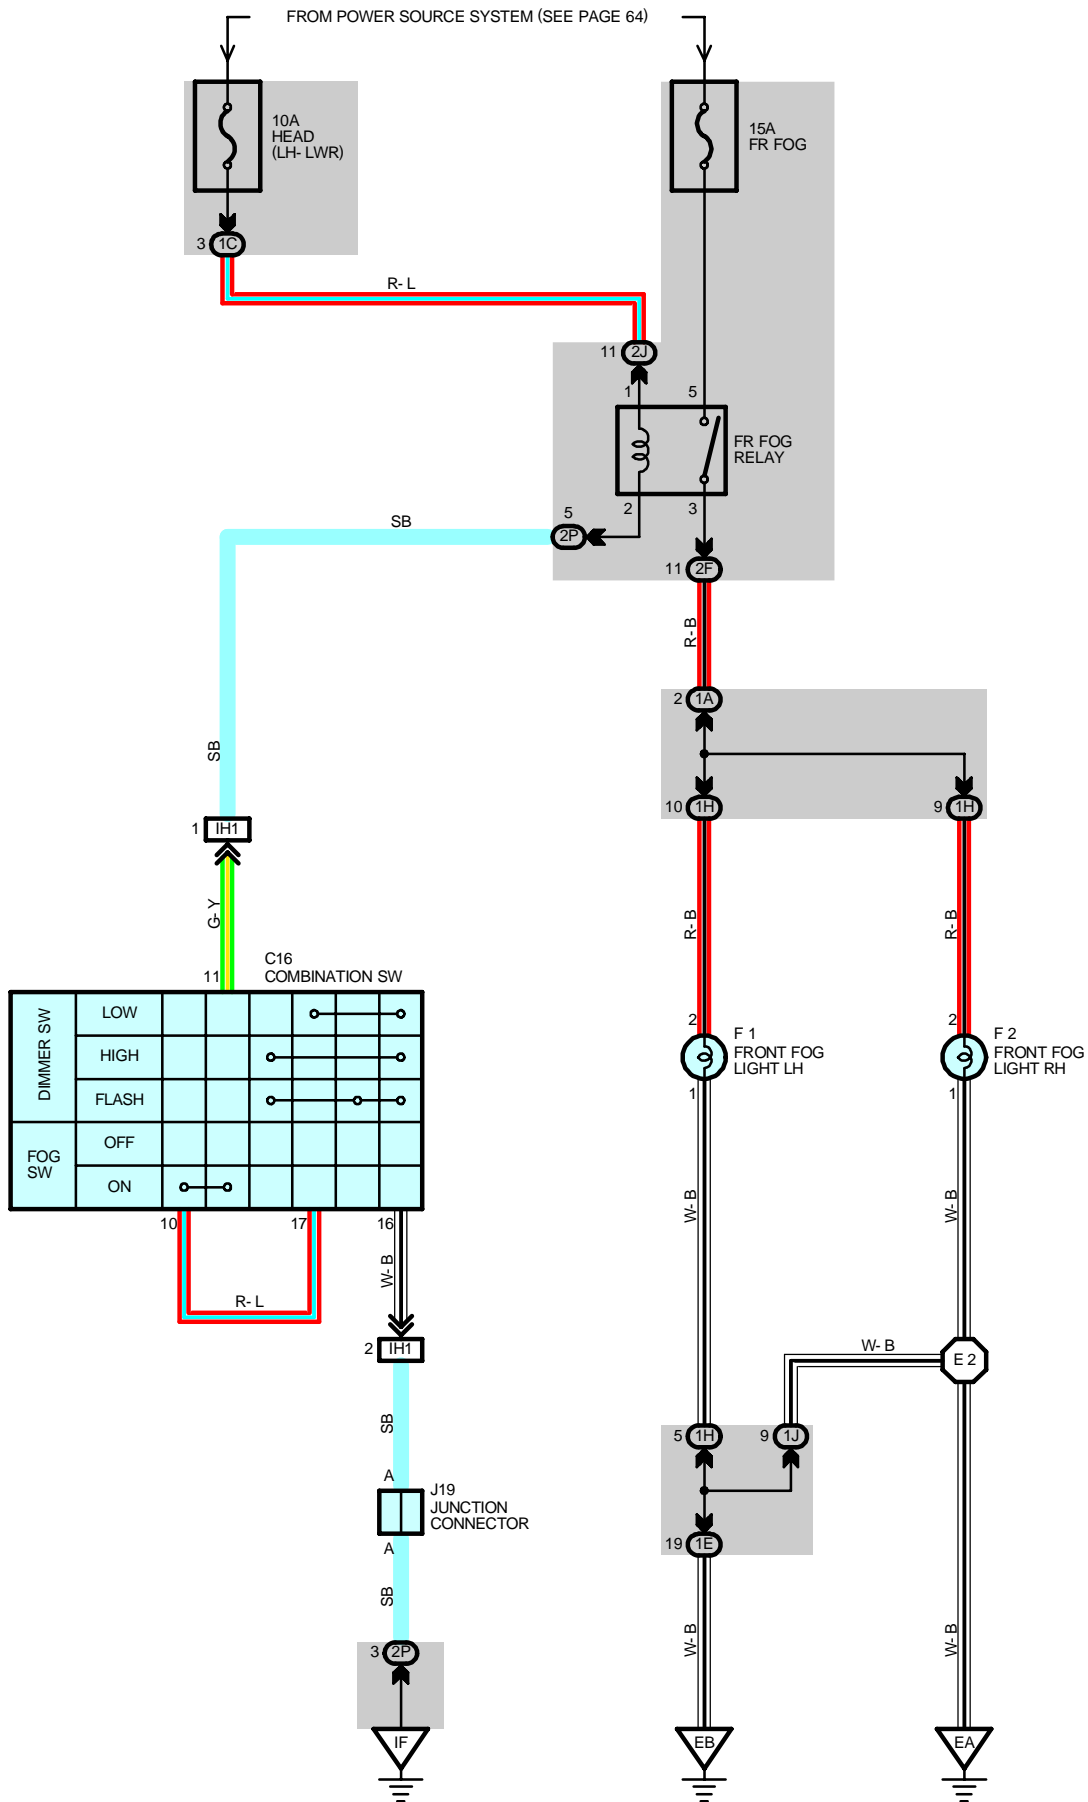 FROM POWER SOURCE SYSTEM (SEE PAGE 64)
10A
HEAD
(LH- LWR)
15A
FR FOG
3 1C
R- L
11 2J
1
5
FR FOG
RELAY
2
3
5
2P
SB
11 2F
R- B
2 1A
SB
10 1H
9 1H
1 IH1
G- Y
R- B
R- B
11
C16
COMBINATION SW
DIMMER SW
LOW
HIGH
FLASH
FOG
SW
OFF
ON
2
F 1
FRONT FOG
LIGHT LH
1
2
F 2
FRONT FOG
LIGHT RH
1
10
17
16
W- B
W- B
W- B
R- L
2 IH1
W- B
E 2
SB
5 1H
9 1J
A
J19
JUNCTION
CONNECTOR
A
19 1E
SB
W- B
W- B
3 2P
IF
EB
EA